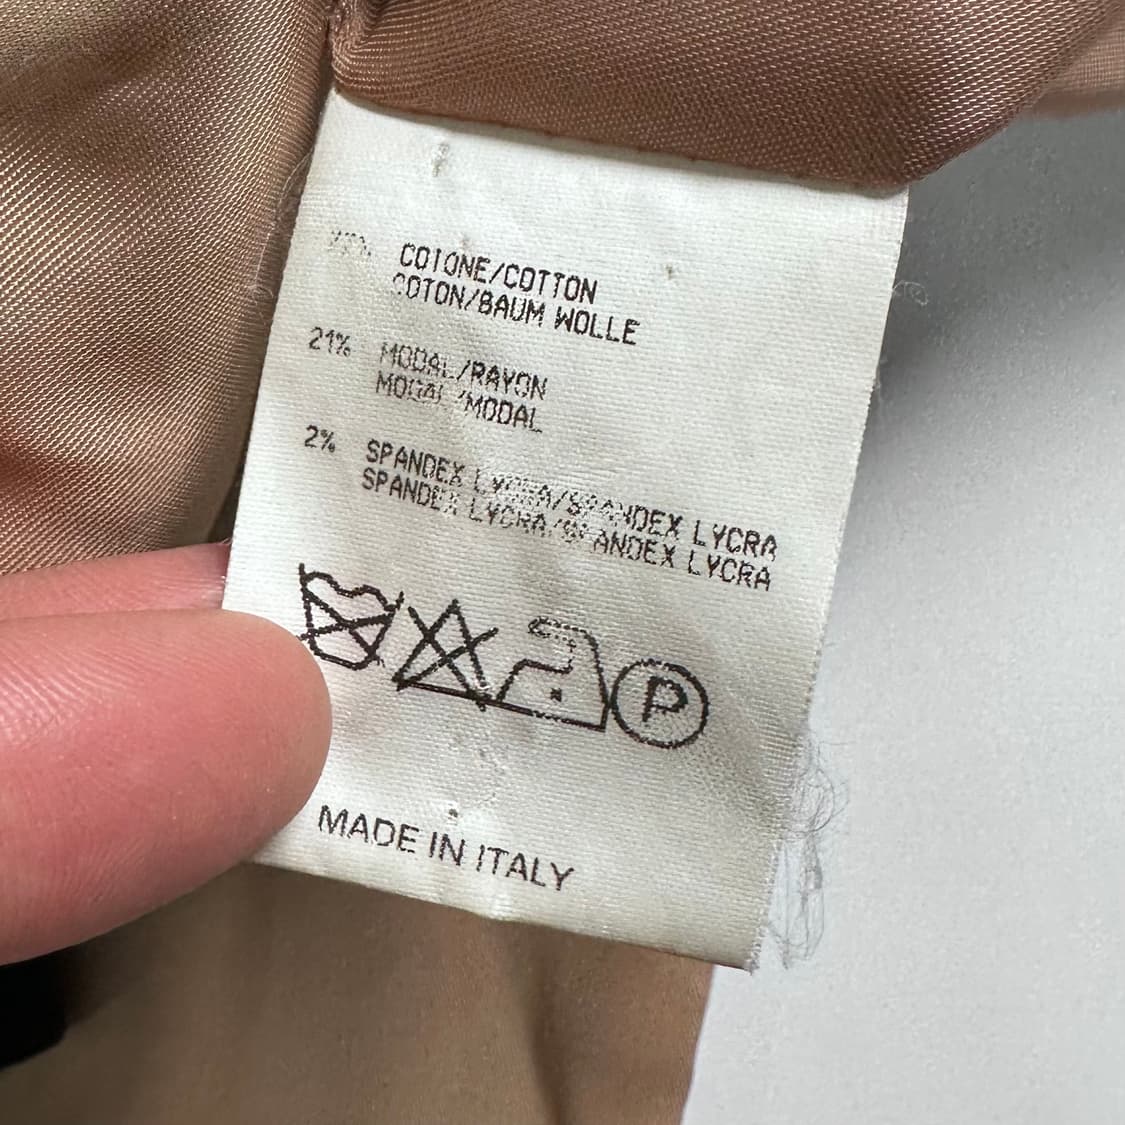 COTONE/COTTON
COTON/BAUM WOLLE
21% MODAL/RAYON
MODAL/MODAL
2% SPANDEX LYCRA/SPANDEX LYCRA
SPANDEX LYCRA/SPANDEX LYCRA
P
MADE IN ITALY